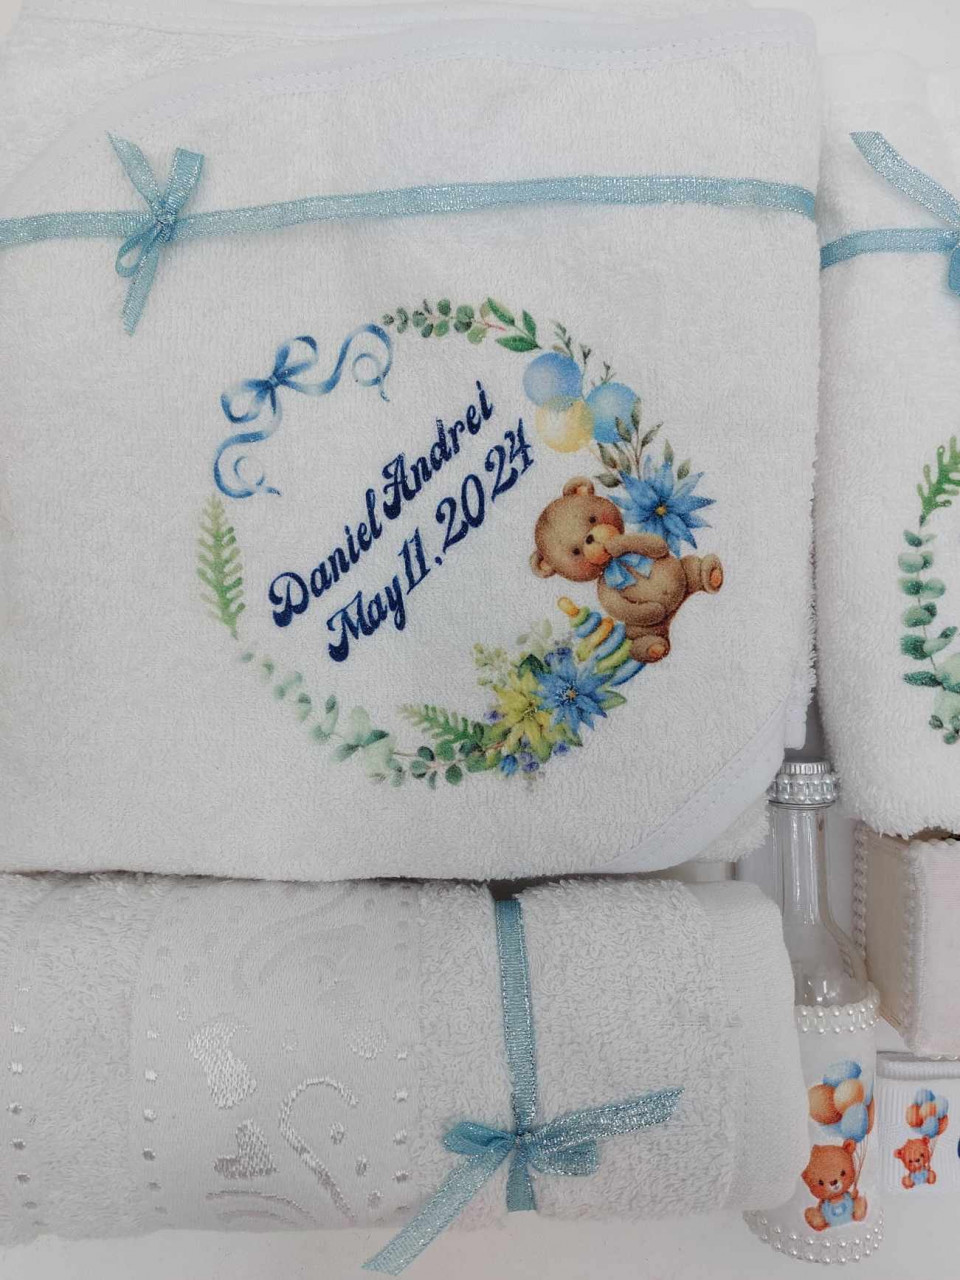 Daniel Andrei
May 11, 2024